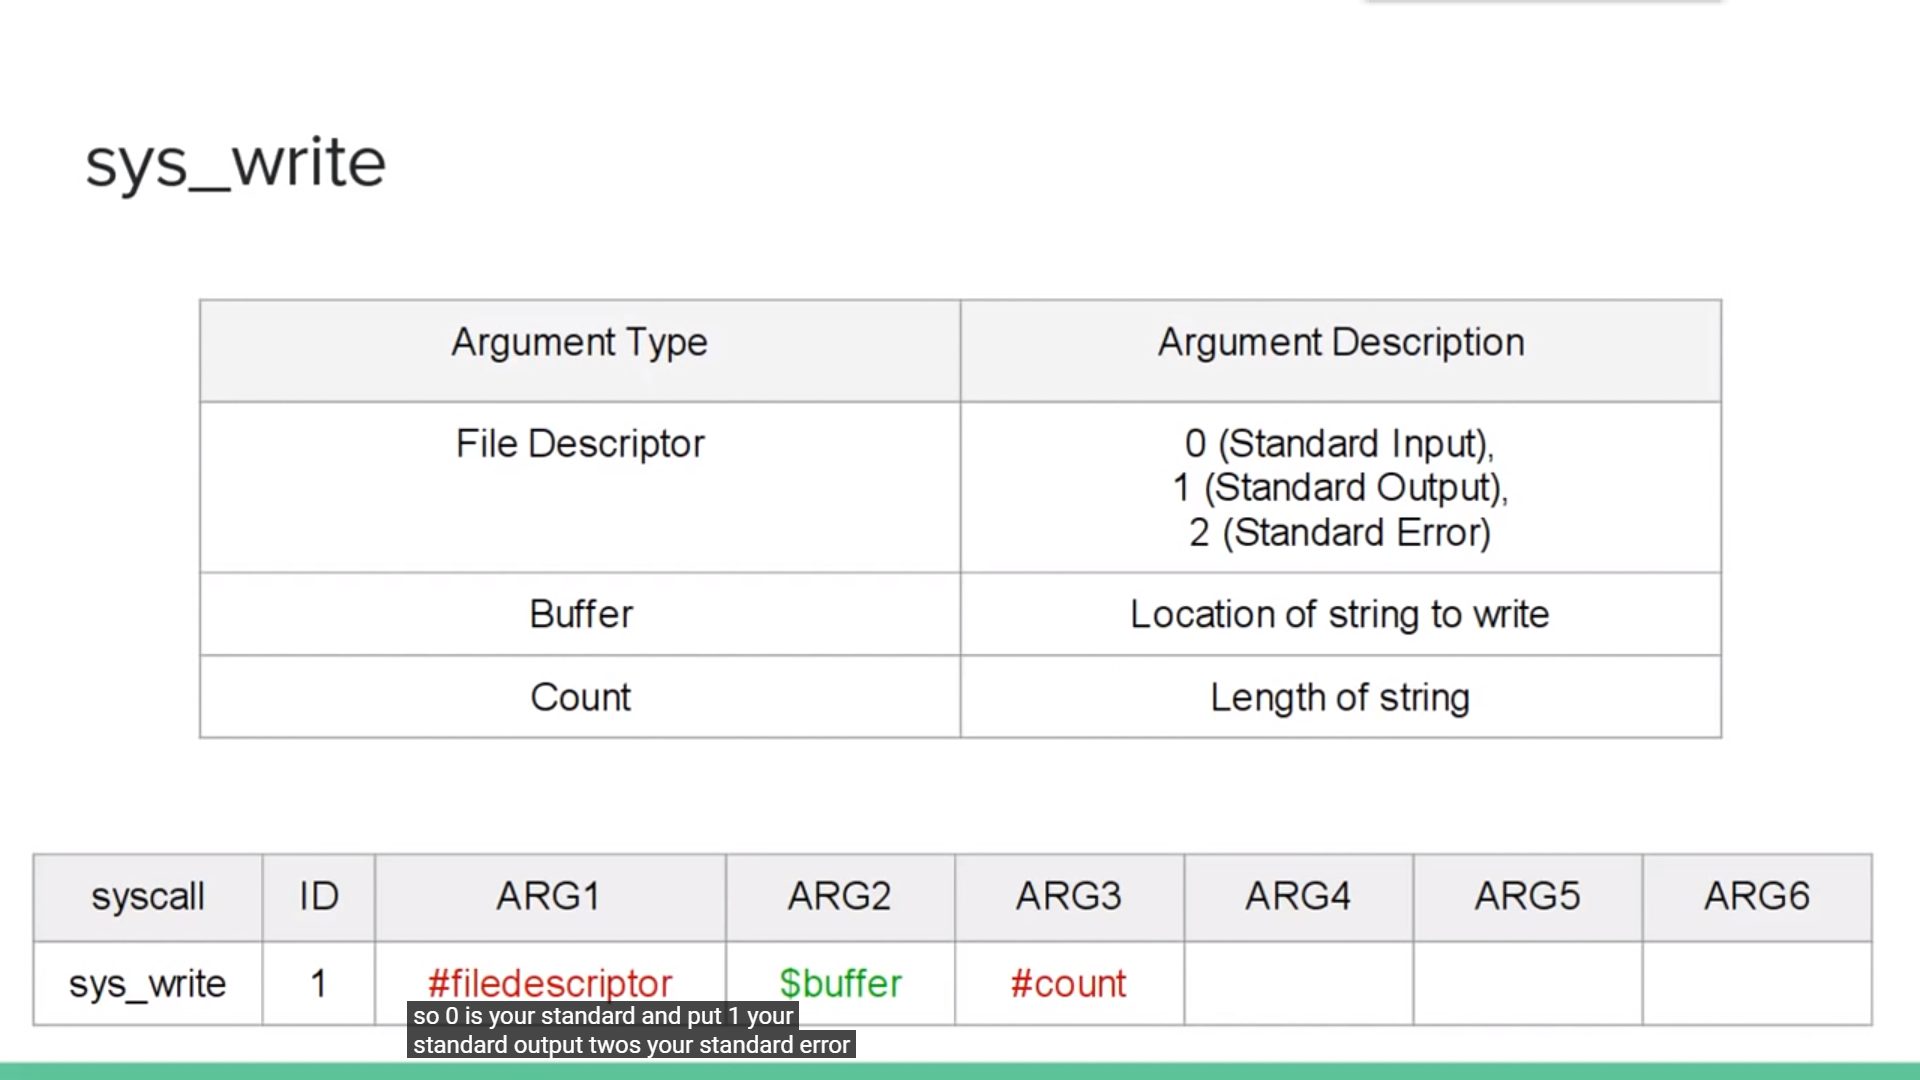 sys_write
Argument Type Argument Description
File Descriptor 0 (Standard Input),
1 (Standard Output),
2 (Standard Error)
Buffer Location of string to write
Count Length of string
syscall ID ARG1 ARG2 ARG3 ARG4 ARG5 ARG6
sys_write 1 #filedescriptor $buffer #count
so 0 is your standard and put 1 your
standard output twos your standard error